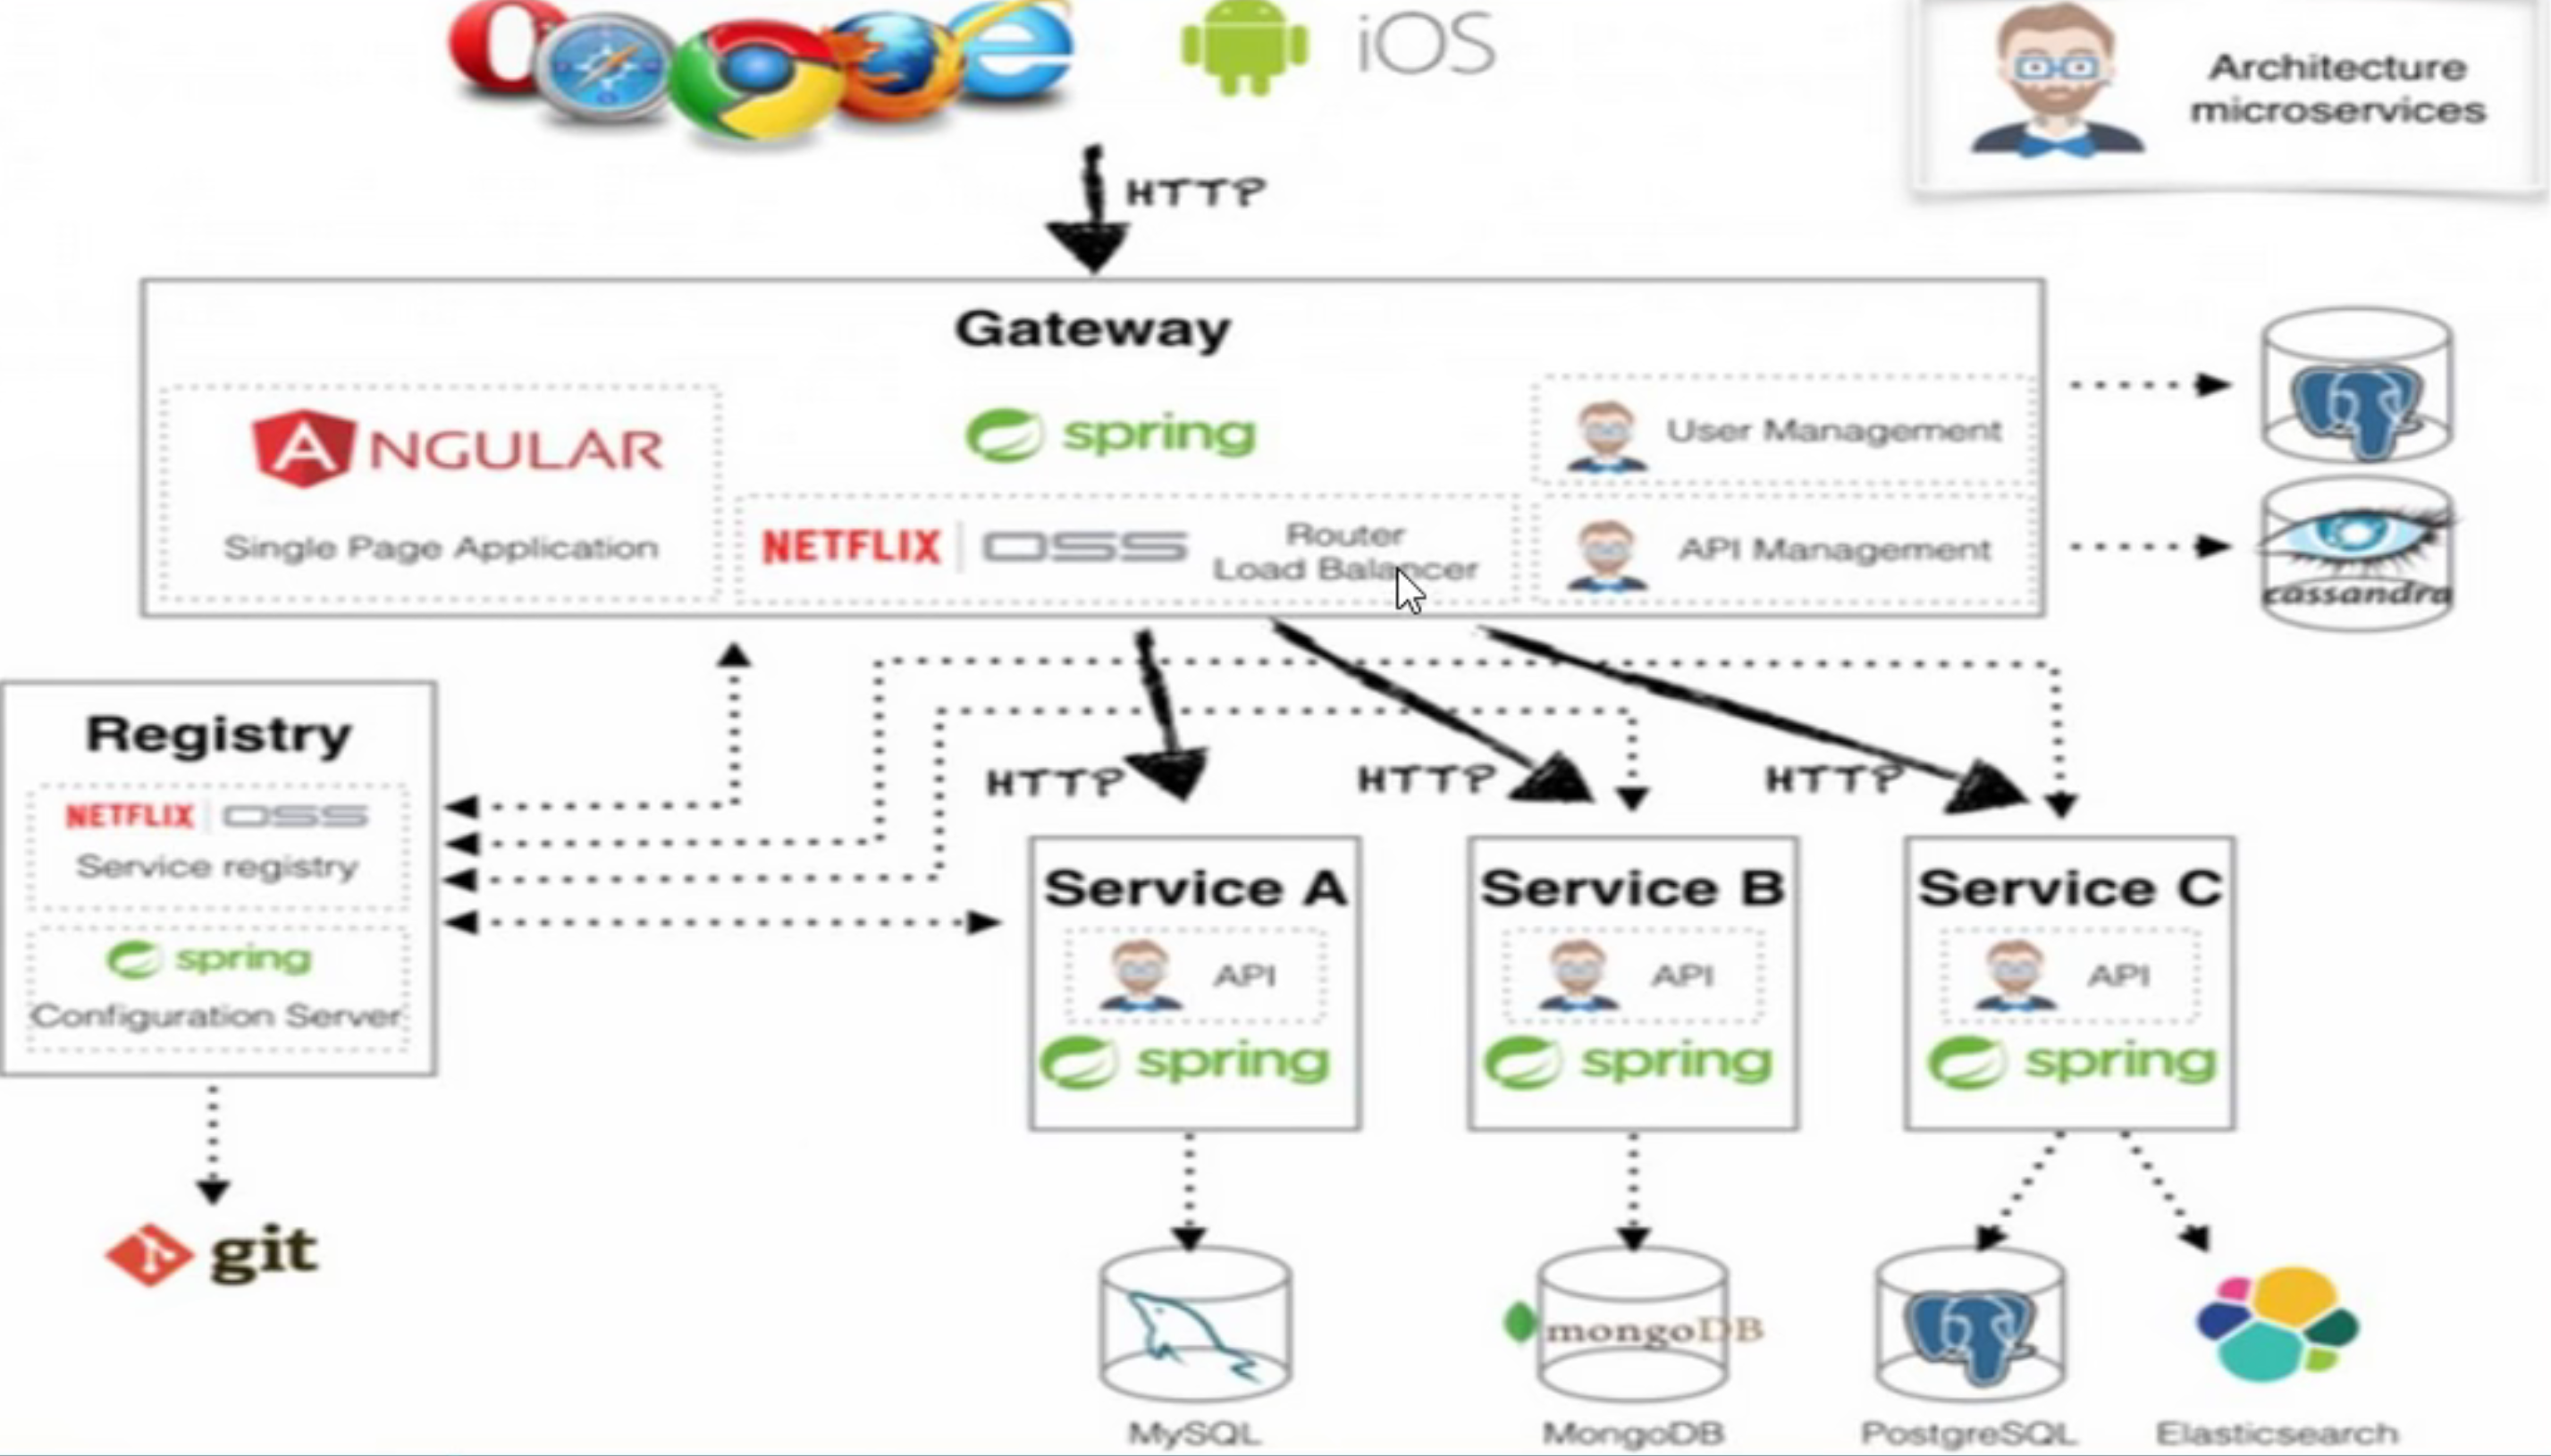 iOS
Architecture
microservices
HTTP
Gateway
ANGULAR
Single Page Application
spring
NETFLIX OSS
Router
Load Balancer
User Management
API Management
cassandra
Registry
NETFLIX OSS
Service registry
spring
Configuration Server
git
HTTP
HTTP
HTTP
Service A
API
spring
Service B
API
spring
Service C
API
spring
mongoDB
MySQL
MongoDB
PostgreSQL
Elasticsearch